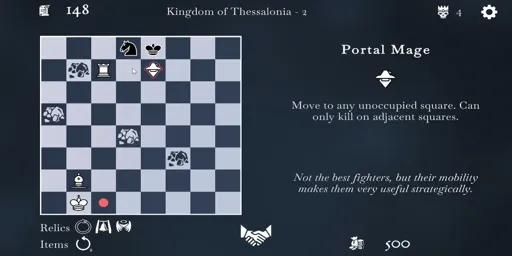 148
Kingdom of Thessalonia - 2
4
Portal Mage
Move to any unoccupied square. Can
only kill on adjacent squares.
Not the best fighters, but their mobility
makes them very useful strategically.
Relics
Items
500